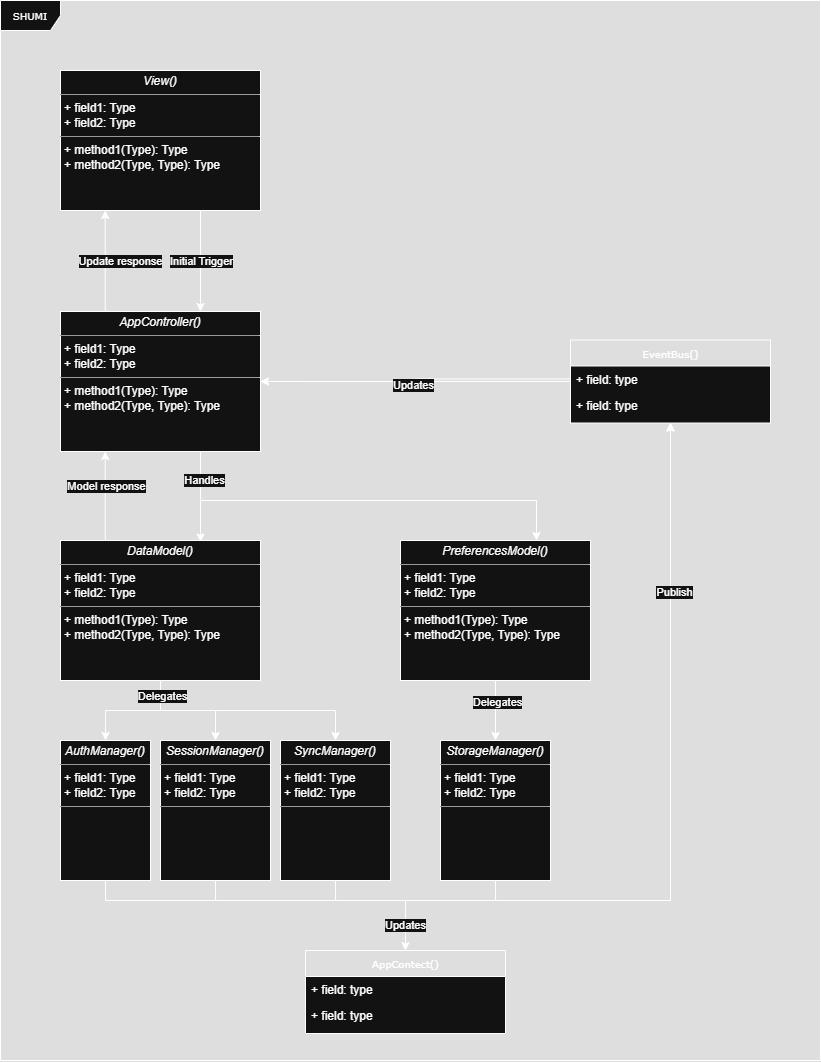 SHUMI
View()
+ field1: Type
+ field2: Type
+ method1(Type): Type
+ method2(Type, Type): Type
Update response
Initial Trigger
AppController()
+ field1: Type
+ field2: Type
+ method1(Type): Type
+ method2(Type, Type): Type
EventBus{}
+ field: type
+ field: type
Updates
Model response
Handles
DataModel()
+ field1: Type
+ field2: Type
+ method1(Type): Type
+ method2(Type, Type): Type
PreferencesModel()
+ field1: Type
+ field2: Type
+ method1(Type): Type
+ method2(Type, Type): Type
Publish
Delegates
Delegates
AuthManager()
+ field1: Type
+ field2: Type
SessionManager()
+ field1: Type
+ field2: Type
SyncManager()
+ field1: Type
+ field2: Type
StorageManager()
+ field1: Type
+ field2: Type
Updates
AppContect{}
+ field: type
+ field: type